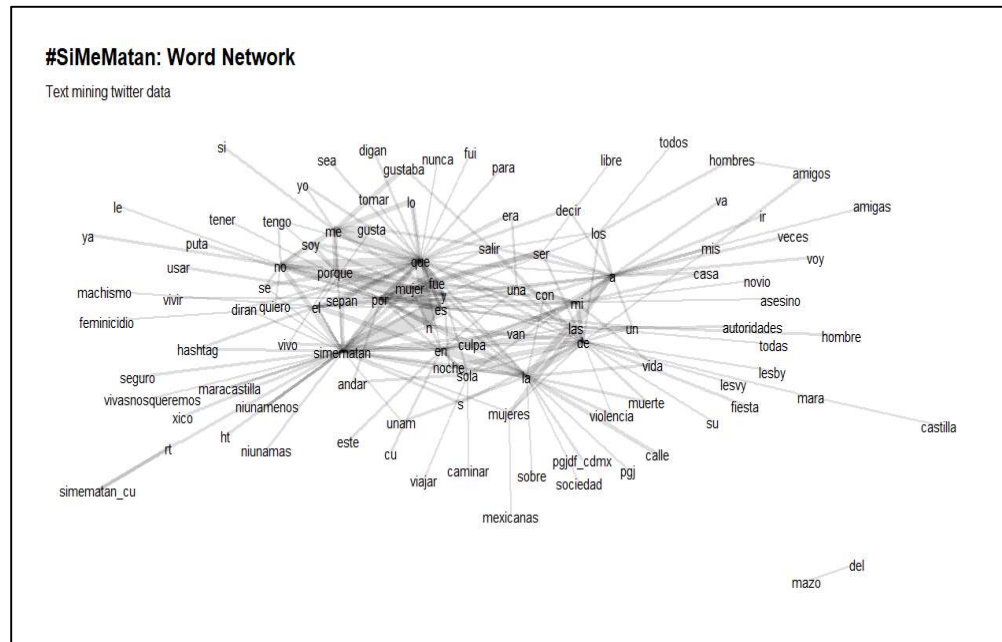 #SiMeMatan: Word Network
Text mining twitter data
si
sea
digan
gustaba
nunca
fui
para
libre
todos
hombres
amigos
le
yo
tomar
lo
era
decir
va
ir
amigas
ya
tener
tengo
me
gusta
los
veces
puta
soy
salir
ser
mis
voy
usar
no
porque
que
a
casa
novio
machismo
vivir
se
sepan
mujer
fue
por
y
una
con
mi
asesino
feminicidio
diran
quiero
el
es
n
van
las
un
autoridades
hombre
hashtag
vivo
simematan
en
culpa
de
todas
seguro
maracastilla
andar
noche
sola
la
vida
lesby
lesvy
mara
vivasnosqueremos
niunamenos
s
mujeres
muerte
fiesta
xico
unam
violencia
su
castilla
rt
ht
niunamas
este
cu
viajar
caminar
sobre
pgjdf_cdmx
sociedad
pgj
calle
simematan_cu
mexicanas
del
mazo